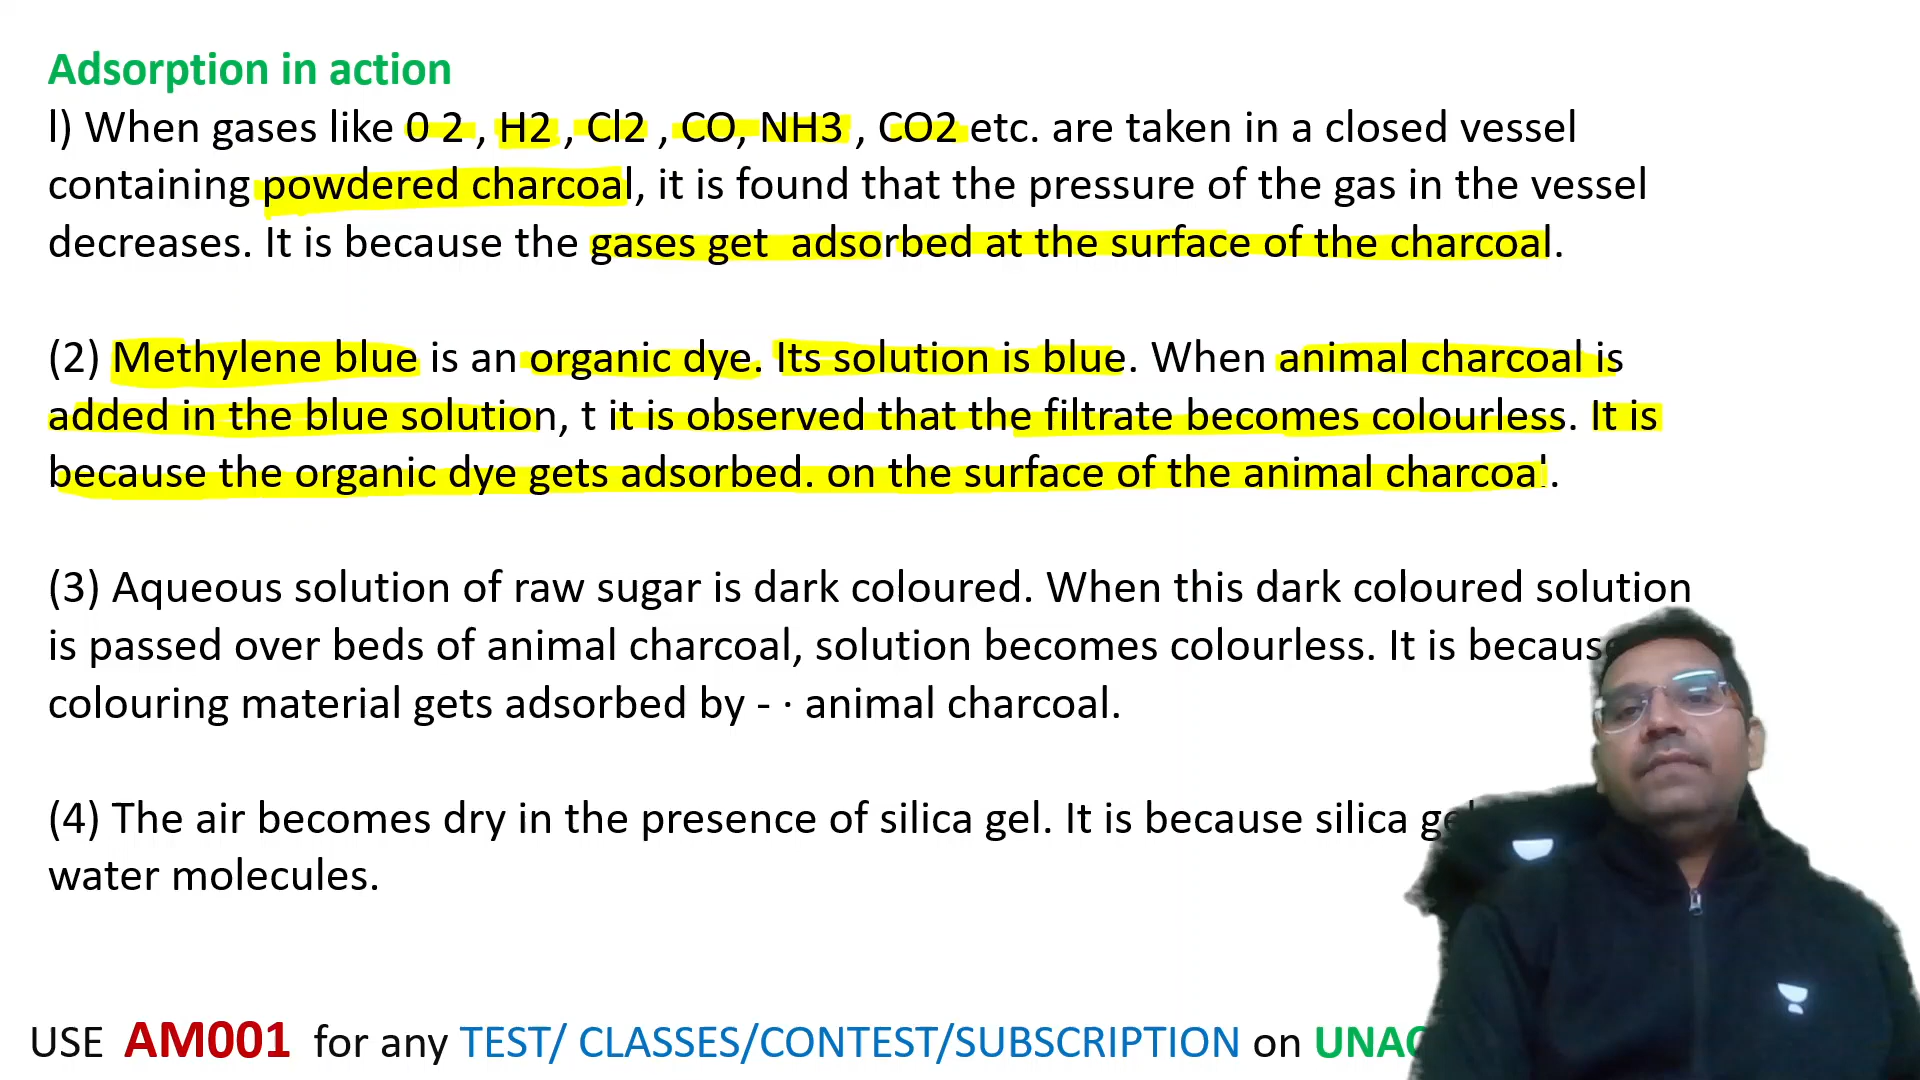 Adsorption in action
l) When gases like 0 2 , H2 , Cl2 , CO, NH3 , CO2 etc. are taken in a closed vessel
containing powdered charcoal, it is found that the pressure of the gas in the vessel
decreases. It is because the gases get adsorbed at the surface of the charcoal.
(2) Methylene blue is an organic dye. Its solution is blue. When animal charcoal is
added in the blue solution, t it is observed that the filtrate becomes colourless. It is
because the organic dye gets adsorbed. on the surface of the animal charcoa'.
(3) Aqueous solution of raw sugar is dark coloured. When this dark coloured solution
is passed over beds of animal charcoal, solution becomes colourless. It is becaus
colouring material gets adsorbed by - · animal charcoal.
(4) The air becomes dry in the presence of silica gel. It is because silica ge
water molecules.
USE AM001 for any TEST/ CLASSES/CONTEST/SUBSCRIPTION on UNAC